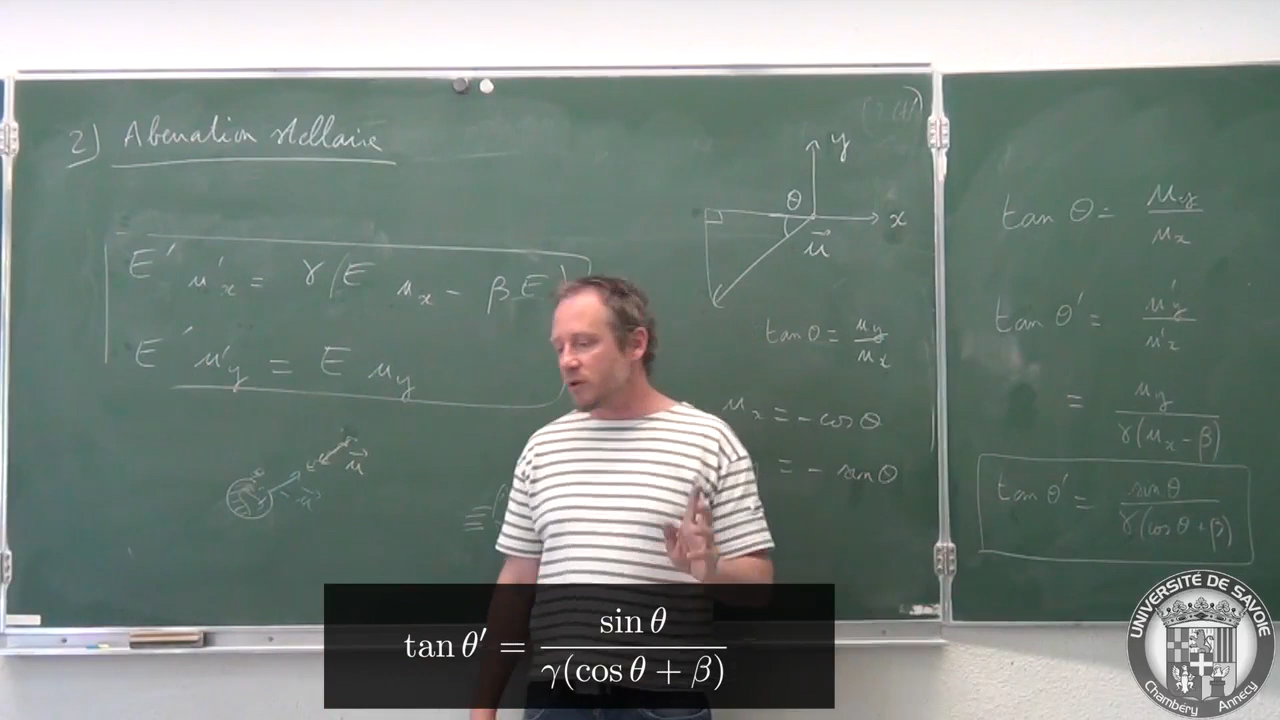 2) Aberration stellaire
E' u'x = γ(E ux - βE)
E' u'y = E uy
u⃗
y
θ
x
u⃗
tan θ = uy/ux
ux = - cos θ
= - sin θ
tan θ = uy/ux
tan θ' = u'y/u'x
= uy/γ(ux - β)
tan θ' = sin θ/γ(cos θ + β)
tan θ' = sin θ/γ(cos θ + β)
UNIVERSITÉ DE SAVOIE
Chambéry Annecy